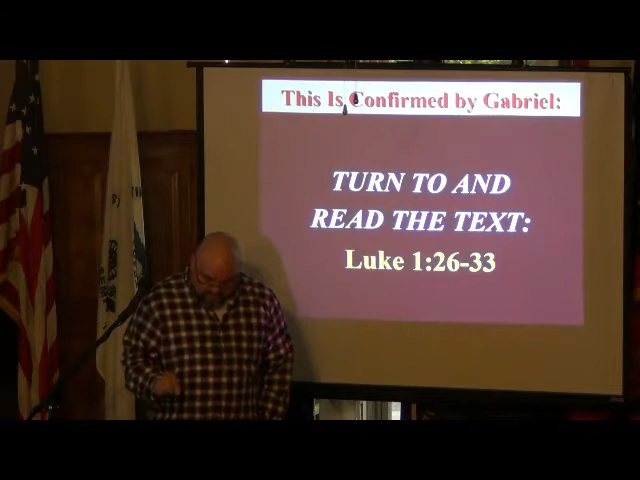 This Is Confirmed by Gabriel:
TURN TO AND
READ THE TEXT:
Luke 1:26-33